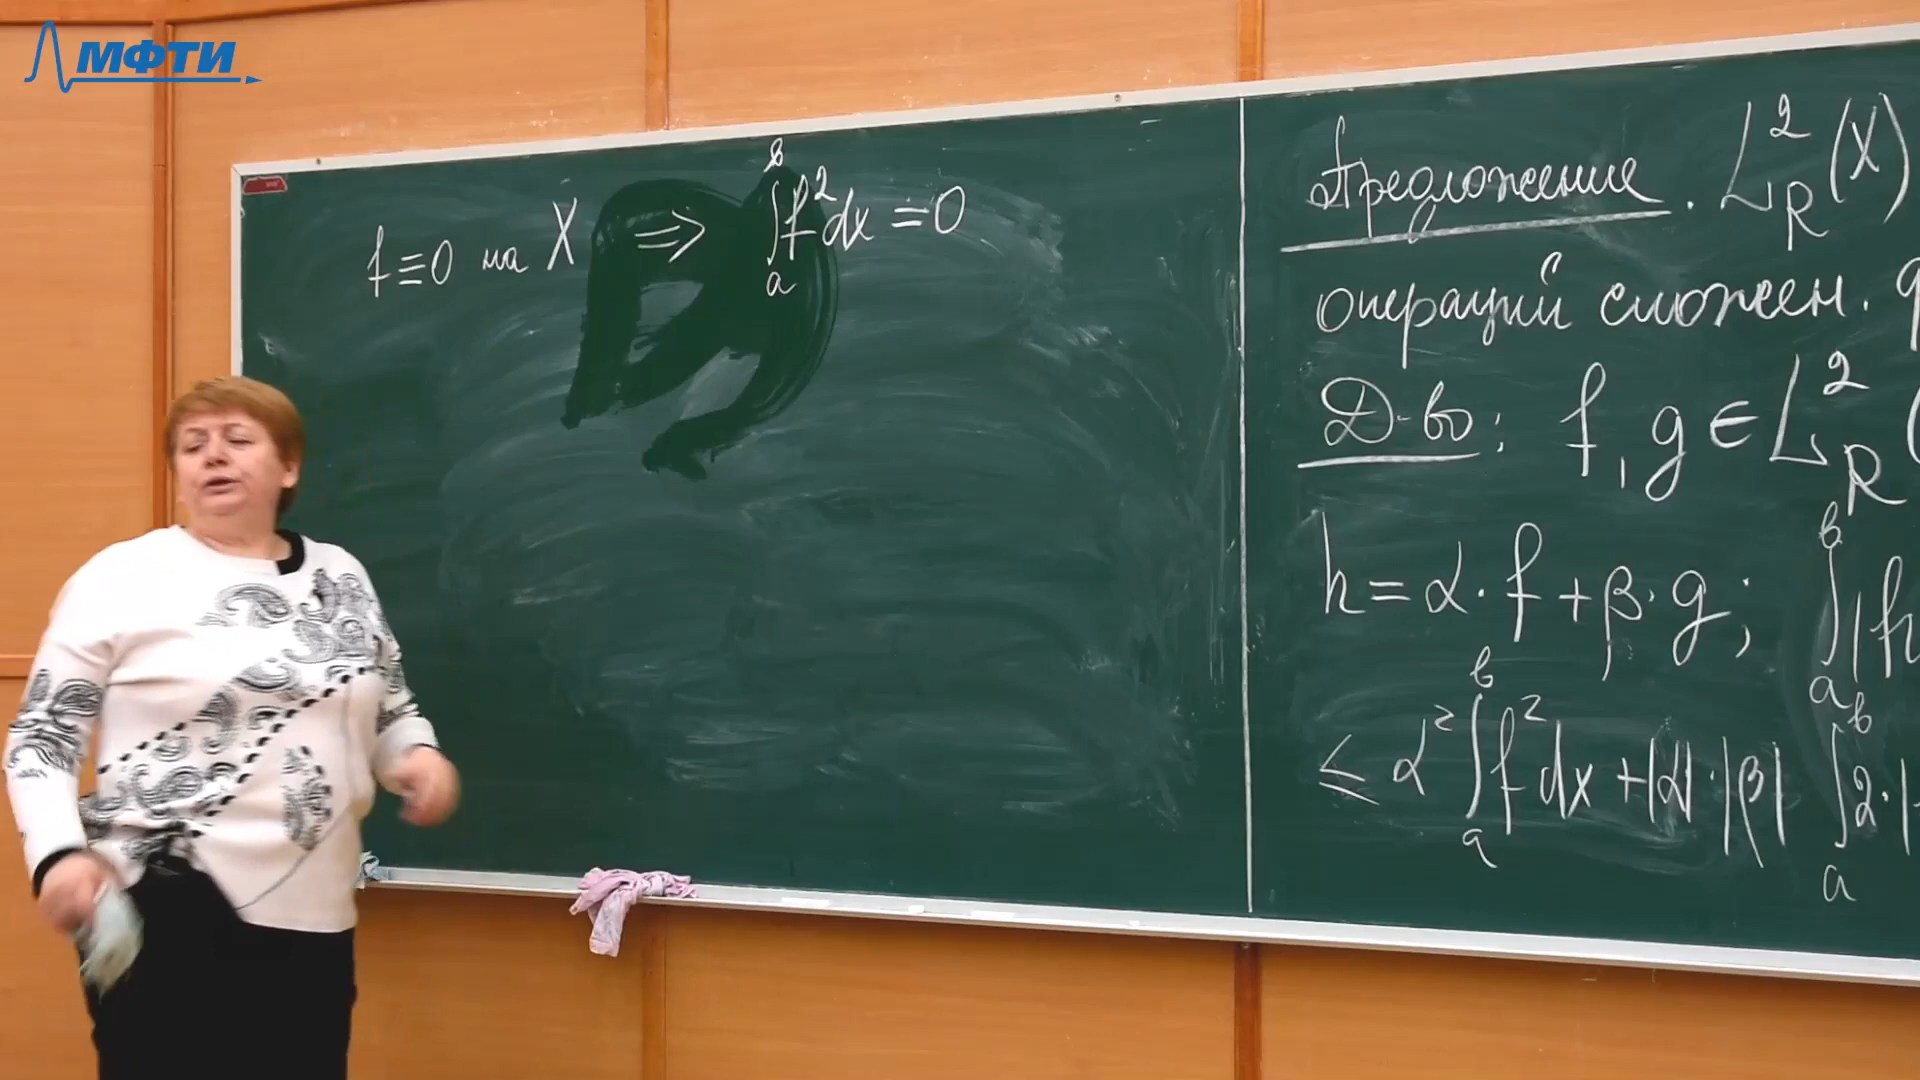 МФТИ
f ≡ 0 на X ⇒ ∫_a^b f² dx = 0
Предложение. L²_R (X)
операций сложен.
Д-во: f, g ∈ L²_R (
h = α · f + β · g; ∫_a^b |h
≤ α² ∫_a^b f² dx + |α| · |β| ∫_a^b 2 · |